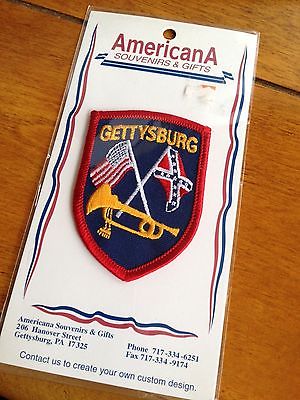 AmericanA
SOUVENIRS & GIFTS
GETTYSBURG
Americana Souvenirs & Gifts
206 Hanover Street
Gettysburg, PA 17325
Phone 717-334-6251
Fax 717-334-9174
Contact us to create your own custom design.